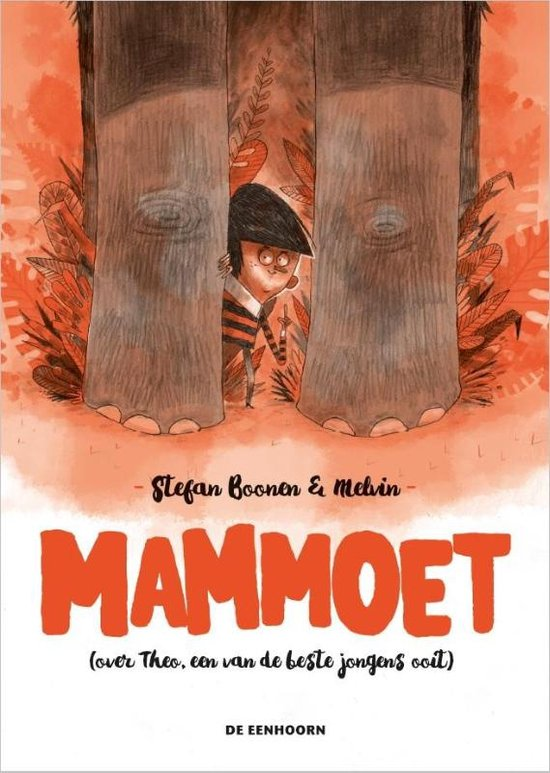 - Stefan Boonen & Melvin -
MAMMOET
(over Theo, een van de beste jongens ooit)
DE EENHOORN